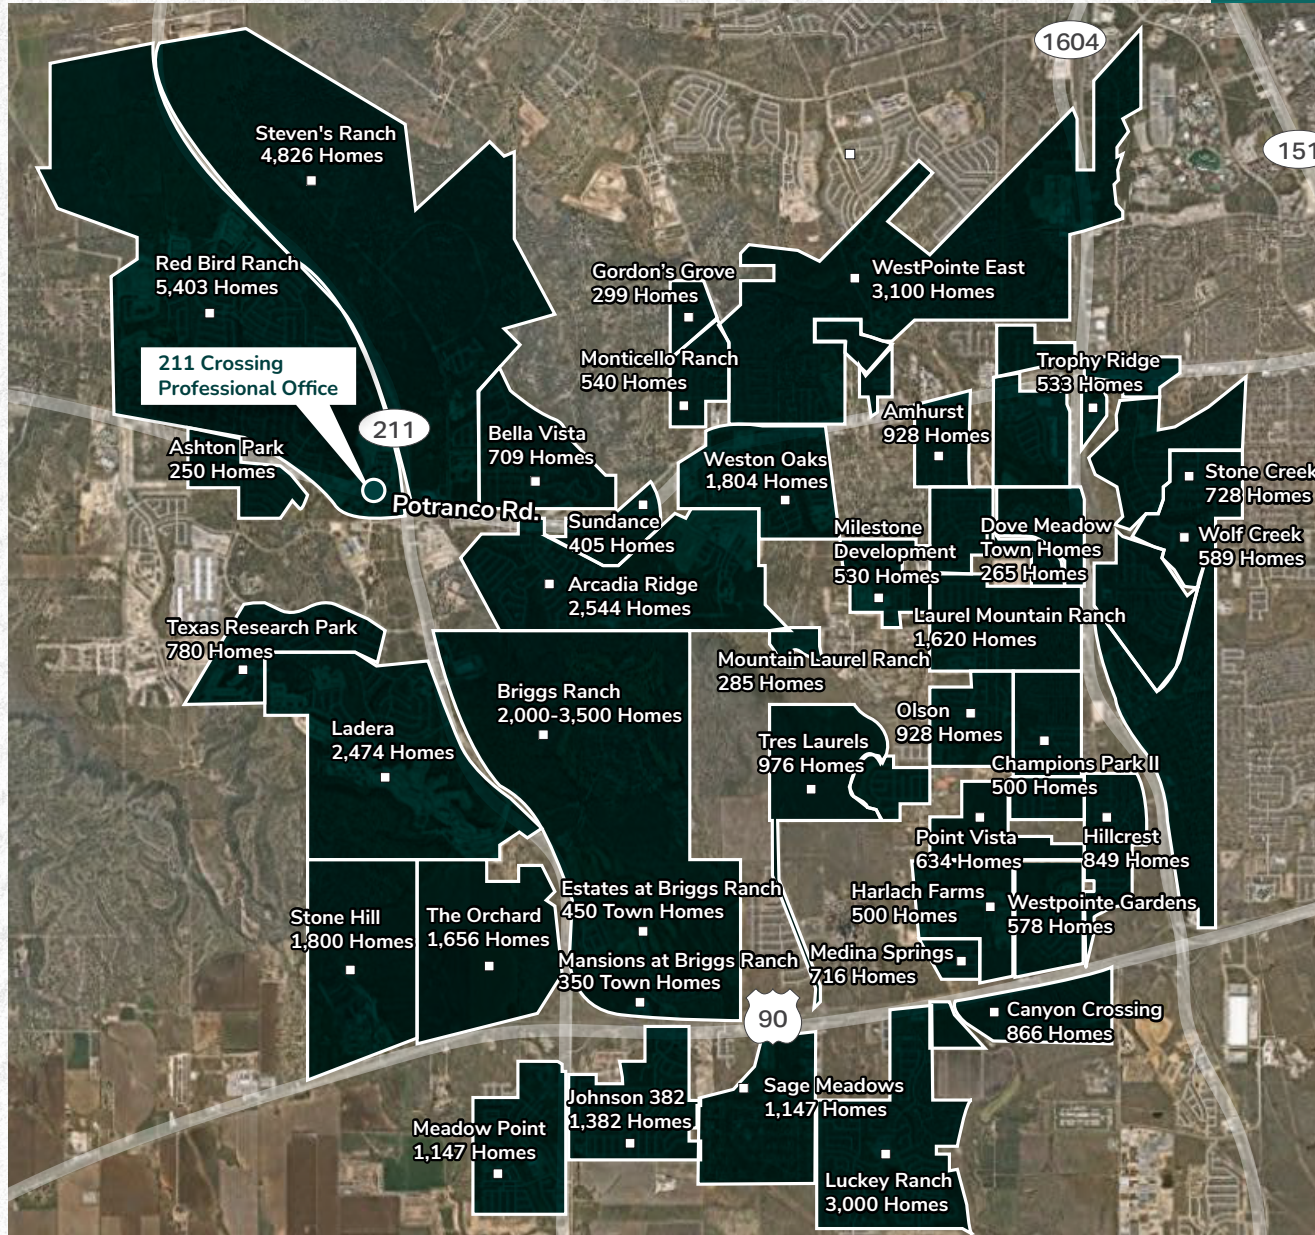 1604
151
Steven's Ranch
4,826 Homes
Red Bird Ranch
5,403 Homes
Gordon's Grove
299 Homes
WestPointe East
3,100 Homes
211 Crossing
Professional Office
Monticello Ranch
540 Homes
Trophy Ridge
533 Homes
211
Amhurst
928 Homes
Ashton Park
250 Homes
Bella Vista
709 Homes
Weston Oaks
1,804 Homes
Stone Creek
728 Homes
Potranco Rd.
Sundance
405 Homes
Milestone
Development
530 Homes
Dove Meadow
Town Homes
265 Homes
Wolf Creek
589 Homes
Arcadia Ridge
2,544 Homes
Laurel Mountain Ranch
1,620 Homes
Texas Research Park
780 Homes
Mountain Laurel Ranch
285 Homes
Briggs Ranch
2,000-3,500 Homes
Olson
928 Homes
Ladera
2,474 Homes
Tres Laurels
976 Homes
Champions Park II
500 Homes
Point Vista
634 Homes
Hillcrest
849 Homes
Estates at Briggs Ranch
450 Town Homes
Harlach Farms
500 Homes
Westpointe Gardens
578 Homes
Stone Hill
1,800 Homes
The Orchard
1,656 Homes
Mansions at Briggs Ranch
350 Town Homes
Medina Springs
716 Homes
90
Canyon Crossing
866 Homes
Sage Meadows
1,147 Homes
Johnson 382
1,382 Homes
Meadow Point
1,147 Homes
Luckey Ranch
3,000 Homes